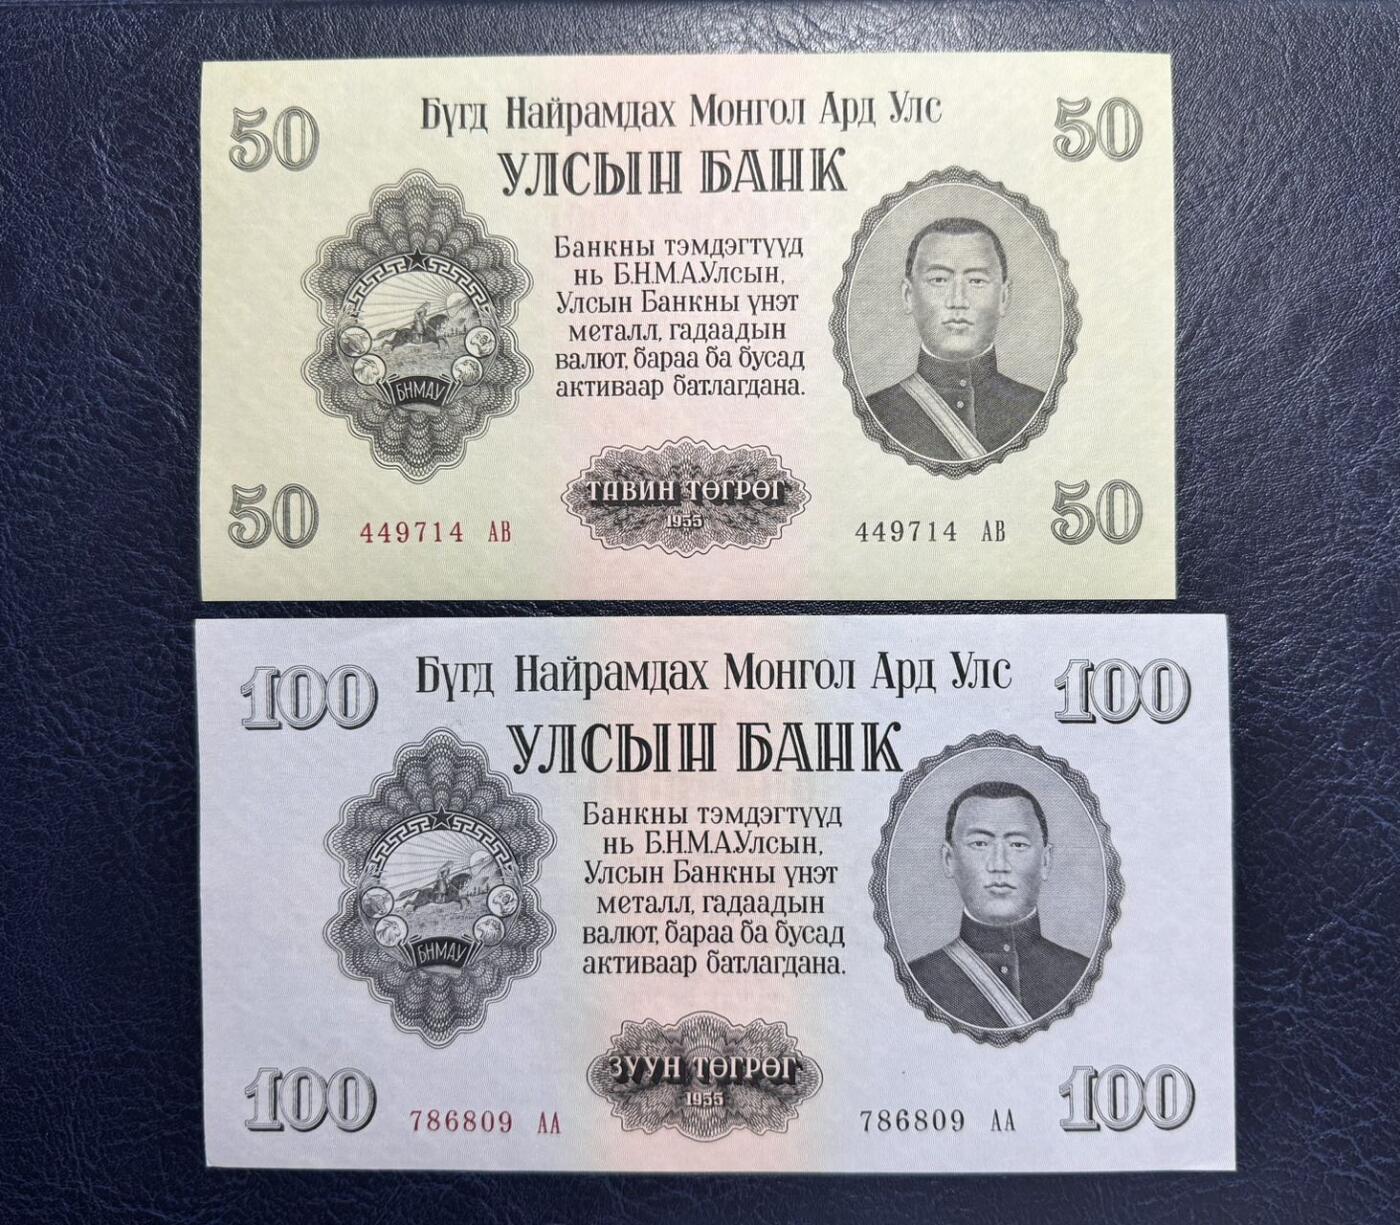 50 Бүгд Найрамдах Монгол Ард Улс 50
УЛСЫН БАНК
Банкны тэмдэгтүүд
нь Б.Н.М.А.Улсын,
Улсын Банкны үнэт
металл, гадаадын
валют, бараа ба бусад
активаар батлагдана.
БНМАУ
ТАВИН ТӨГРӨГ
1955
50 449714 АВ 449714 АВ 50
100 Бүгд Найрамдах Монгол Ард Улс 100
УЛСЫН БАНК
Банкны тэмдэгтүүд
нь Б.Н.М.А.Улсын,
Улсын Банкны үнэт
металл, гадаадын
валют, бараа ба бусад
активаар батлагдана.
БНМАУ
ЗУУН ТӨГРӨГ
1955
100 786809 АА 786809 АА 100